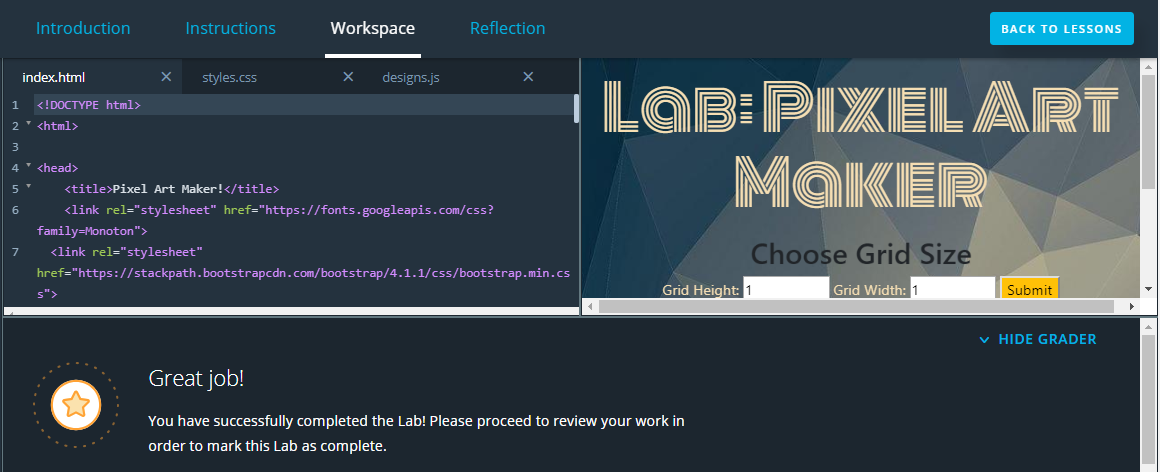 Introduction
Instructions
Workspace
Reflection
BACK TO LESSONS
index.html
styles.css
designs.js
1 <!DOCTYPE html>
2 <html>
3
4 <head>
5 <title>Pixel Art Maker!</title>
6 <link rel="stylesheet" href="https://fonts.googleapis.com/css?
family=Monoton">
7 <link rel="stylesheet"
href="https://stackpath.bootstrapcdn.com/bootstrap/4.1.1/css/bootstrap.min.cs
s">
Lab: Pixel Art
Maker
Choose Grid Size
Grid Height: 1 Grid Width: 1 Submit
HIDE GRADER
Great job!
You have successfully completed the Lab! Please proceed to review your work in
order to mark this Lab as complete.